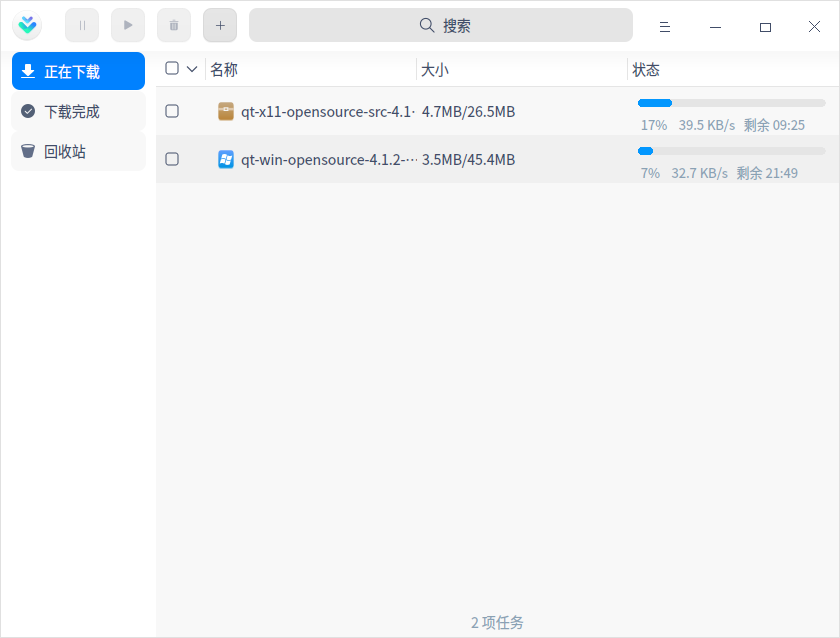 搜索
正在下载
下载完成
回收站
名称 大小 状态
qt-x11-opensource-src-4.1· 4.7MB/26.5MB
17% 39.5 KB/s 剩余 09:25
qt-win-opensource-4.1.2-··· 3.5MB/45.4MB
7% 32.7 KB/s 剩余 21:49
2 项任务